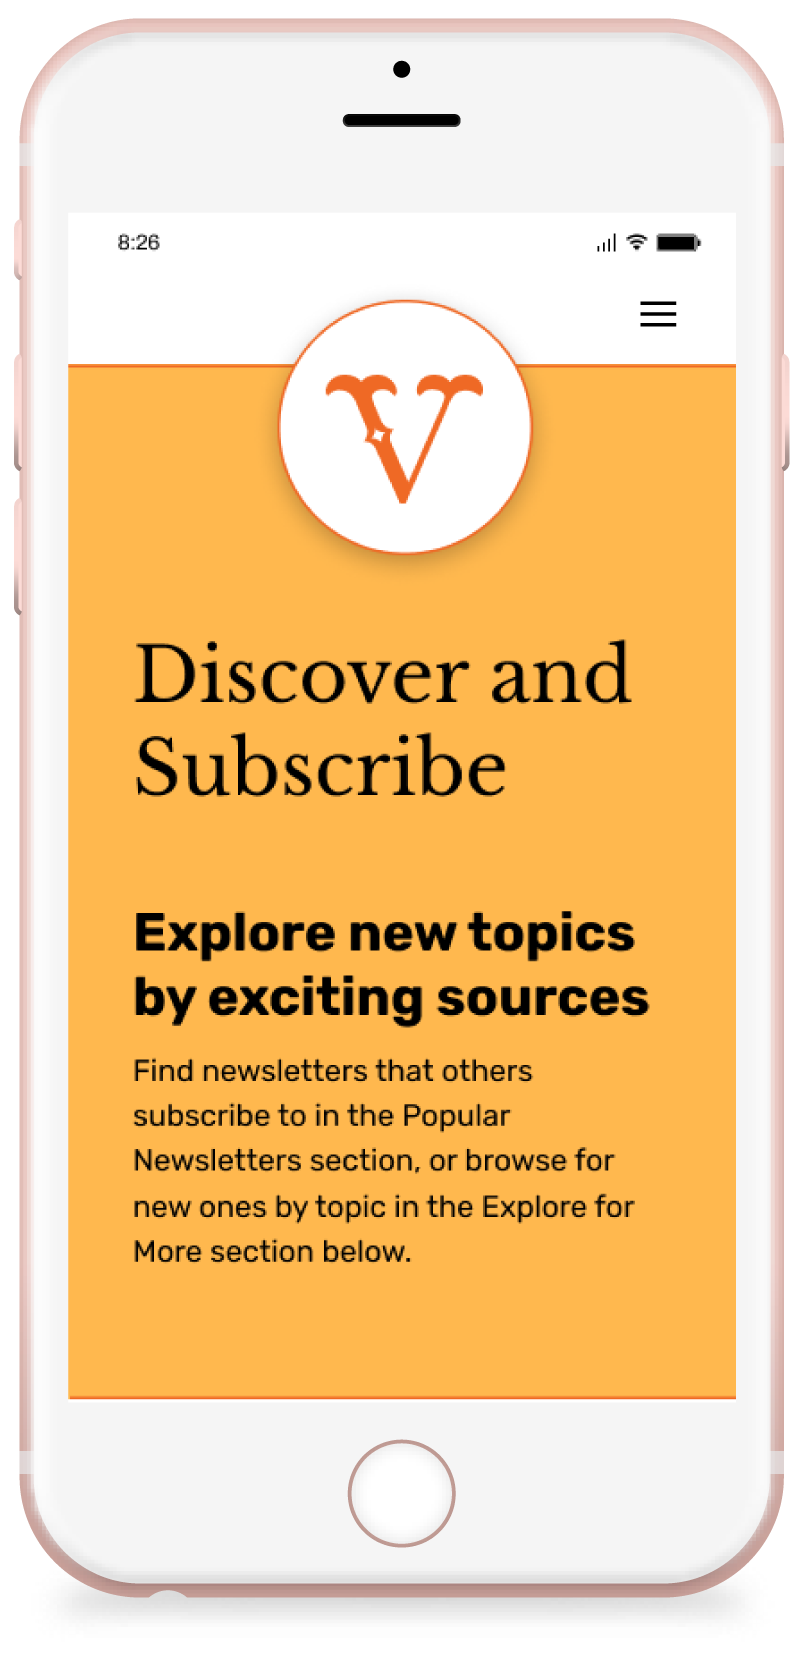 8:26
V
Discover and
Subscribe
Explore new topics
by exciting sources
Find newsletters that others
subscribe to in the Popular
Newsletters section, or browse for
new ones by topic in the Explore for
More section below.